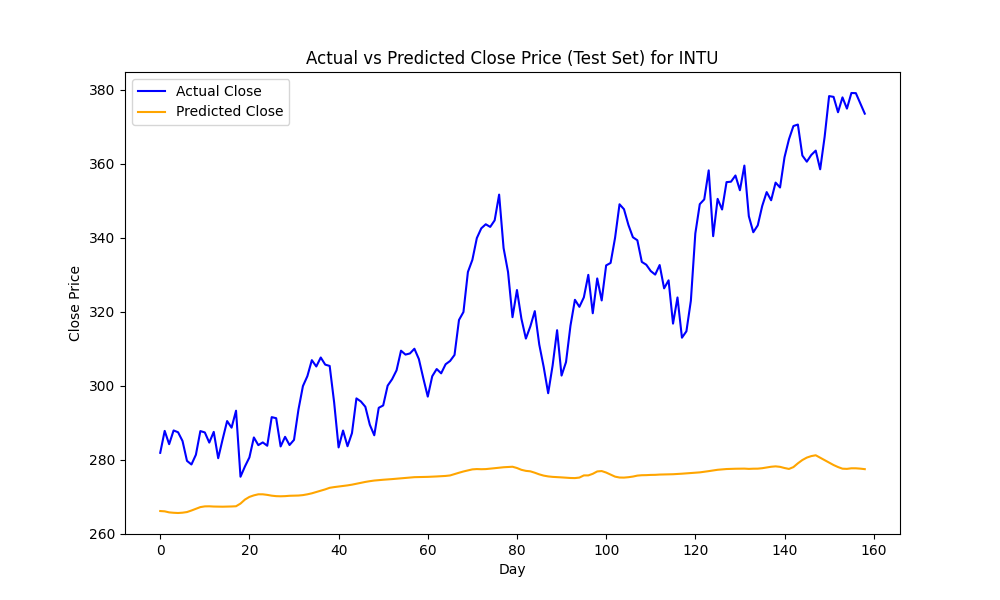 Actual vs Predicted Close Price (Test Set) for INTU
Actual Close
Predicted Close
380
360
340
320
300
280
260
Close Price
0 20 40 60 80 100 120 140 160
Day